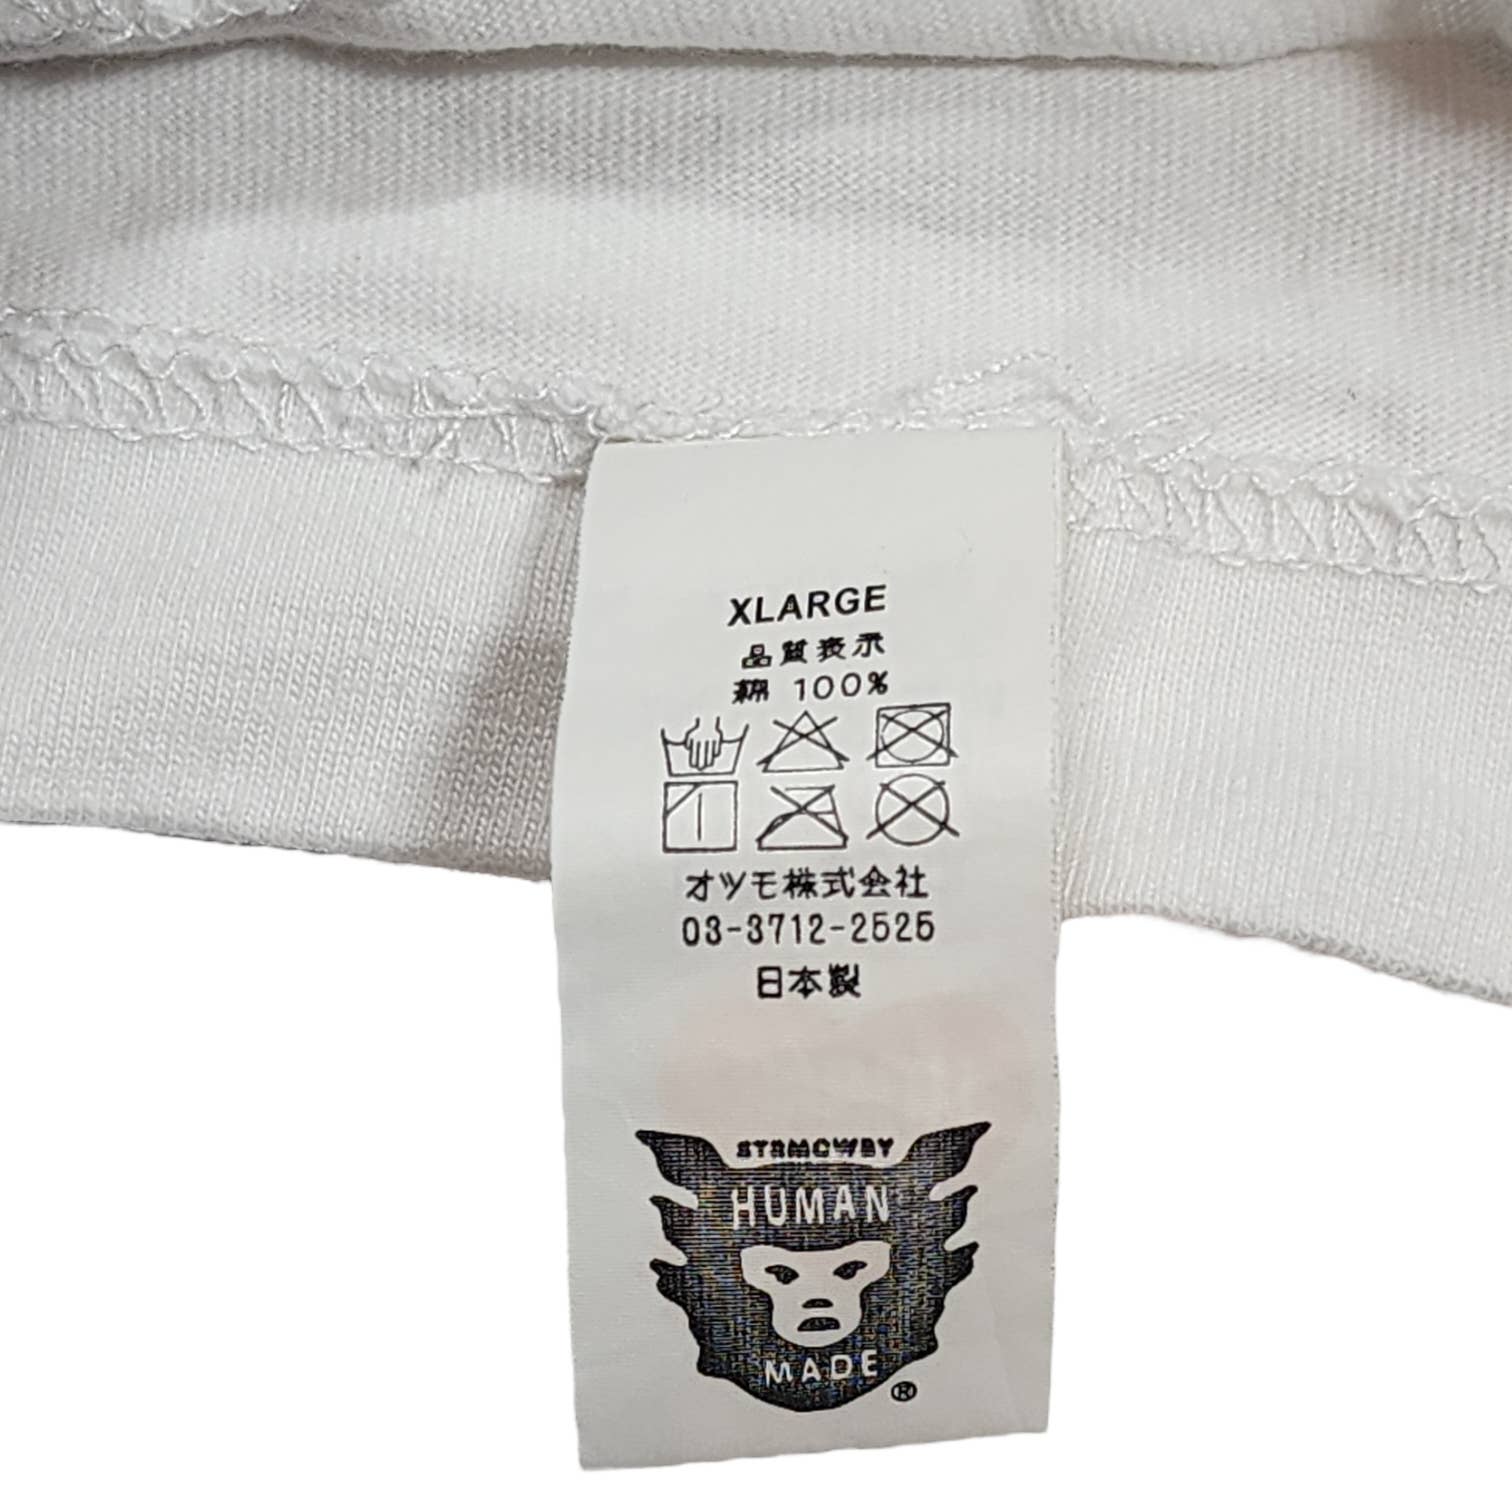 XLARGE
品質表示
綿 100%
オツモ株式会社
03-3712-2525
日本製
STRMCWBY
HUMAN
MADE
®